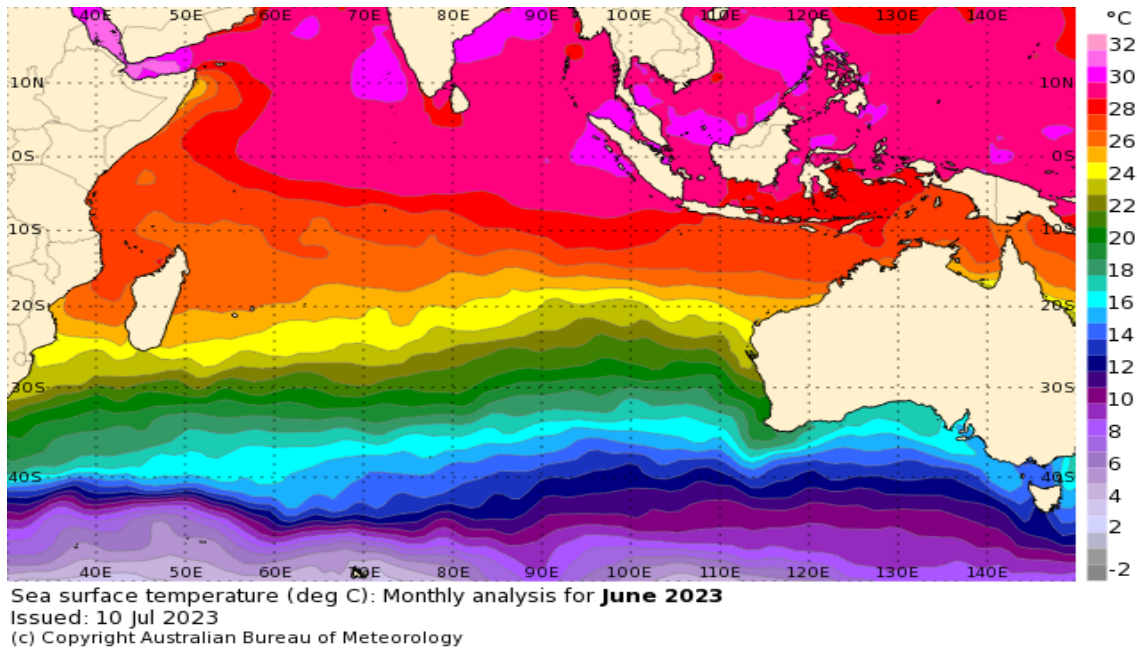 40E 50E 60E 70E 80E 90E 100E 110E 120E 130E 140E
°C
32
30
28
26
24
22
20
18
16
14
12
10
8
6
4
2
-2
10N 10N
0S 0S
10S 10S
20S 20S
30S 30S
40S 40S
40E 50E 60E 70E 80E 90E 100E 110E 120E 130E 140E
Sea surface temperature (deg C): Monthly analysis for June 2023
Issued: 10 Jul 2023
(c) Copyright Australian Bureau of Meteorology